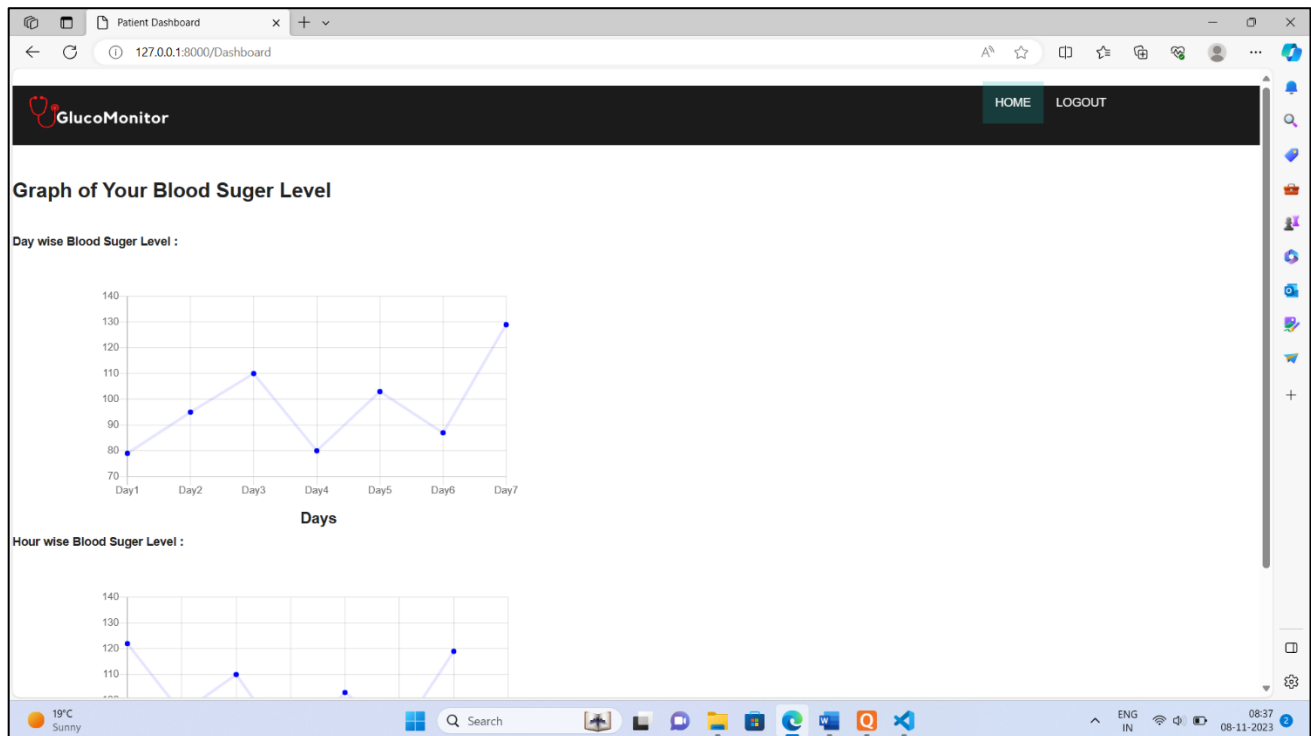 Patient Dashboard
127.0.0.1:8000/Dashboard
GlucoMonitor
HOME LOGOUT
Graph of Your Blood Suger Level
Day wise Blood Suger Level :
140
130
120
110
100
90
80
70
Day1 Day2 Day3 Day4 Day5 Day6 Day7
Days
Hour wise Blood Suger Level :
140
130
120
110
19°C
Sunny
Search
ENG
IN
08:37
08-11-2023
2